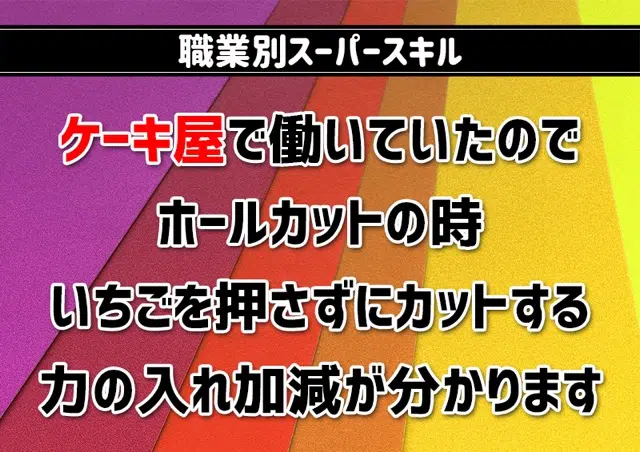 職業別スーパースキル
ケーキ屋で働いていたので
ホールカットの時
いちごを押さずにカットする
力の入れ加減が分かります